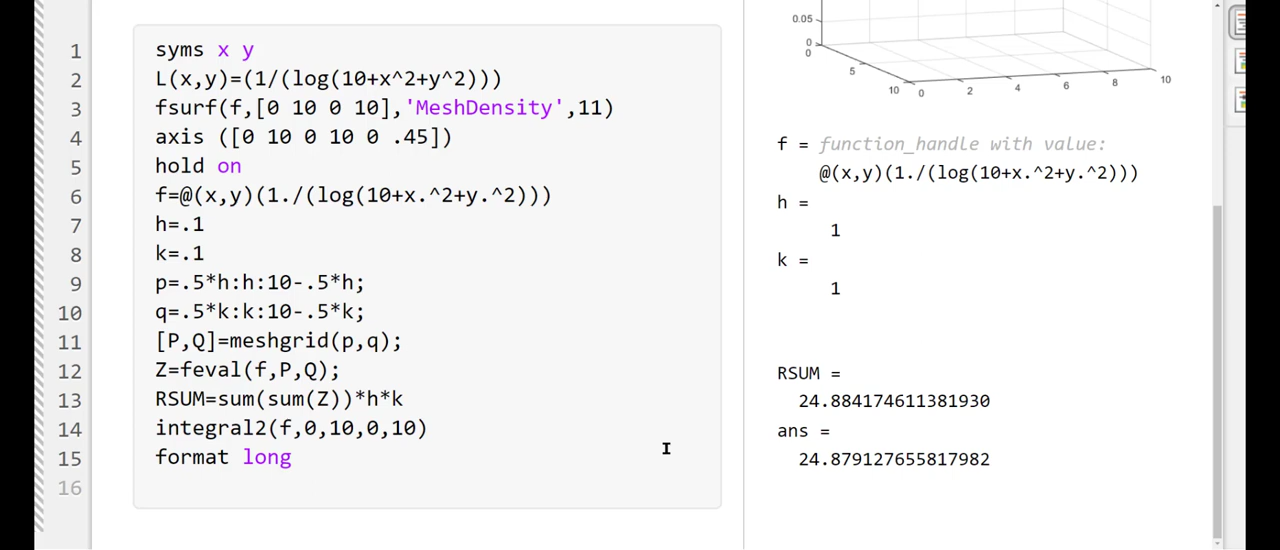 1 syms x y
2 L(x,y)=(1/(log(10+x^2+y^2)))
3 fsurf(f,[0 10 0 10],'MeshDensity',11)
4 axis ([0 10 0 10 0 .45])
5 hold on
6 f=@(x,y)(1./(log(10+x.^2+y.^2)))
7 h=.1
8 k=.1
9 p=.5*h:h:10-.5*h;
10 q=.5*k:k:10-.5*k;
11 [P,Q]=meshgrid(p,q);
12 Z=feval(f,P,Q);
13 RSUM=sum(sum(Z))*h*k
14 integral2(f,0,10,0,10)
15 format long
16
0.05
0
0
5
10
0
2
4
6
8
10
f = function_handle with value:
@(x,y)(1./(log(10+x.^2+y.^2)))
h =
1
k =
1
RSUM =
24.884174611381930
ans =
24.879127655817982